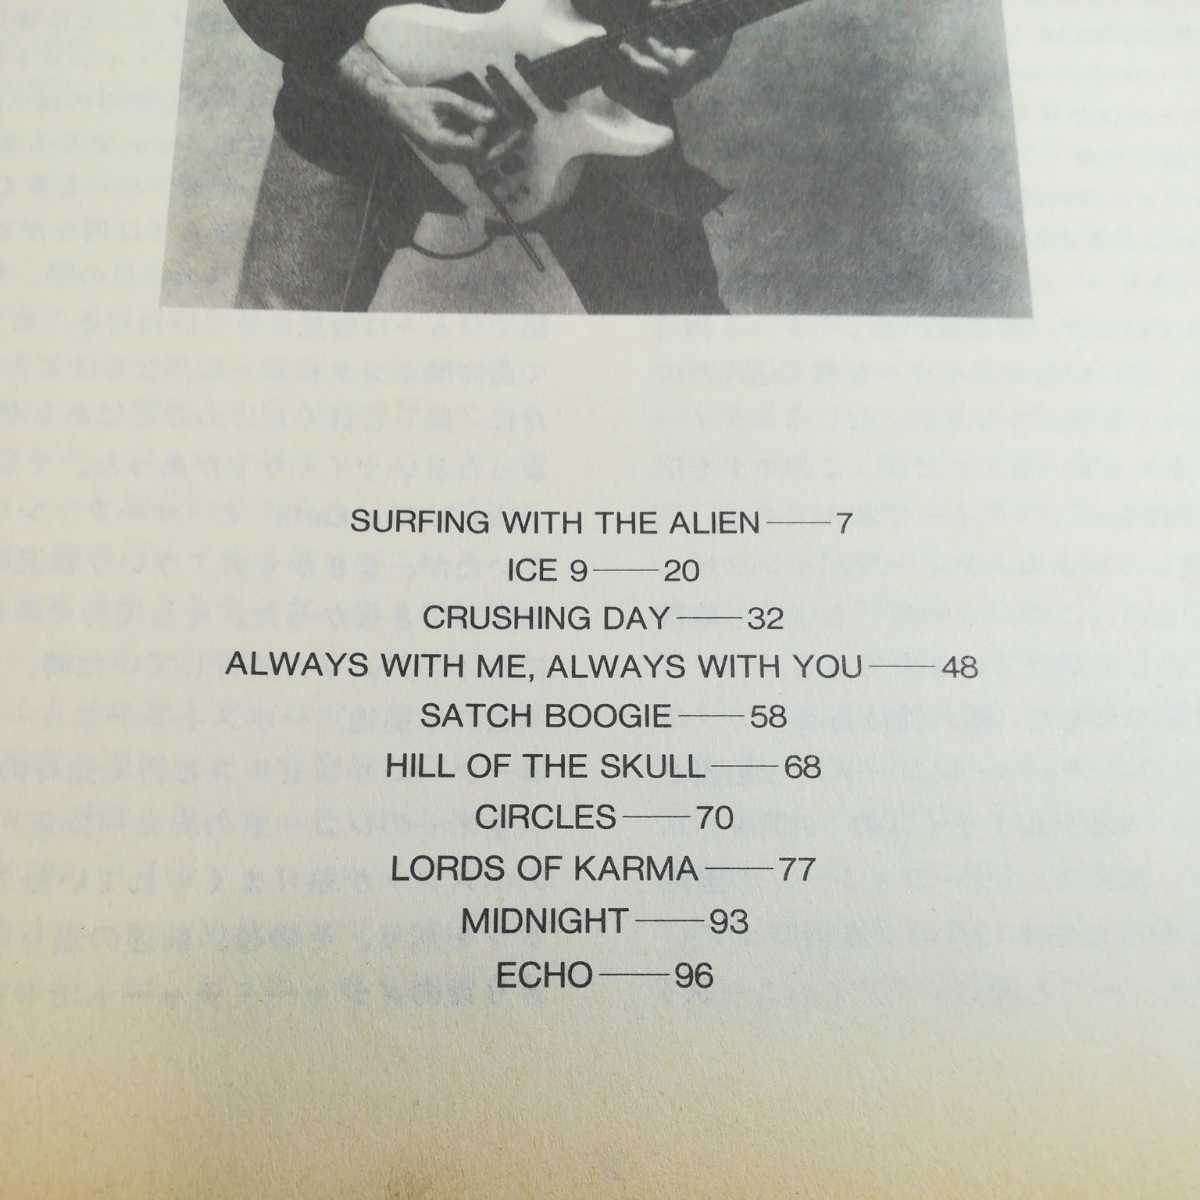 SURFING WITH THE ALIEN——7
ICE 9——20
CRUSHING DAY——32
ALWAYS WITH ME, ALWAYS WITH YOU——48
SATCH BOOGIE——58
HILL OF THE SKULL——68
CIRCLES——70
LORDS OF KARMA——77
MIDNIGHT——93
ECHO——96